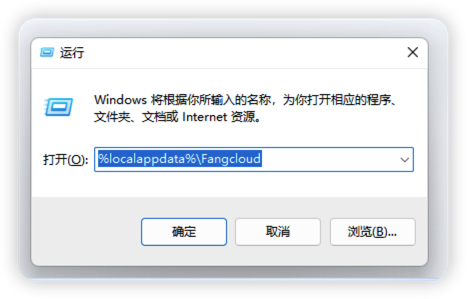 运行
Windows 将根据你所输入的名称，为你打开相应的程序、
文件夹、文档或 Internet 资源。
打开(O): %localappdata%\Fangcloud
确定 取消 浏览(B)...